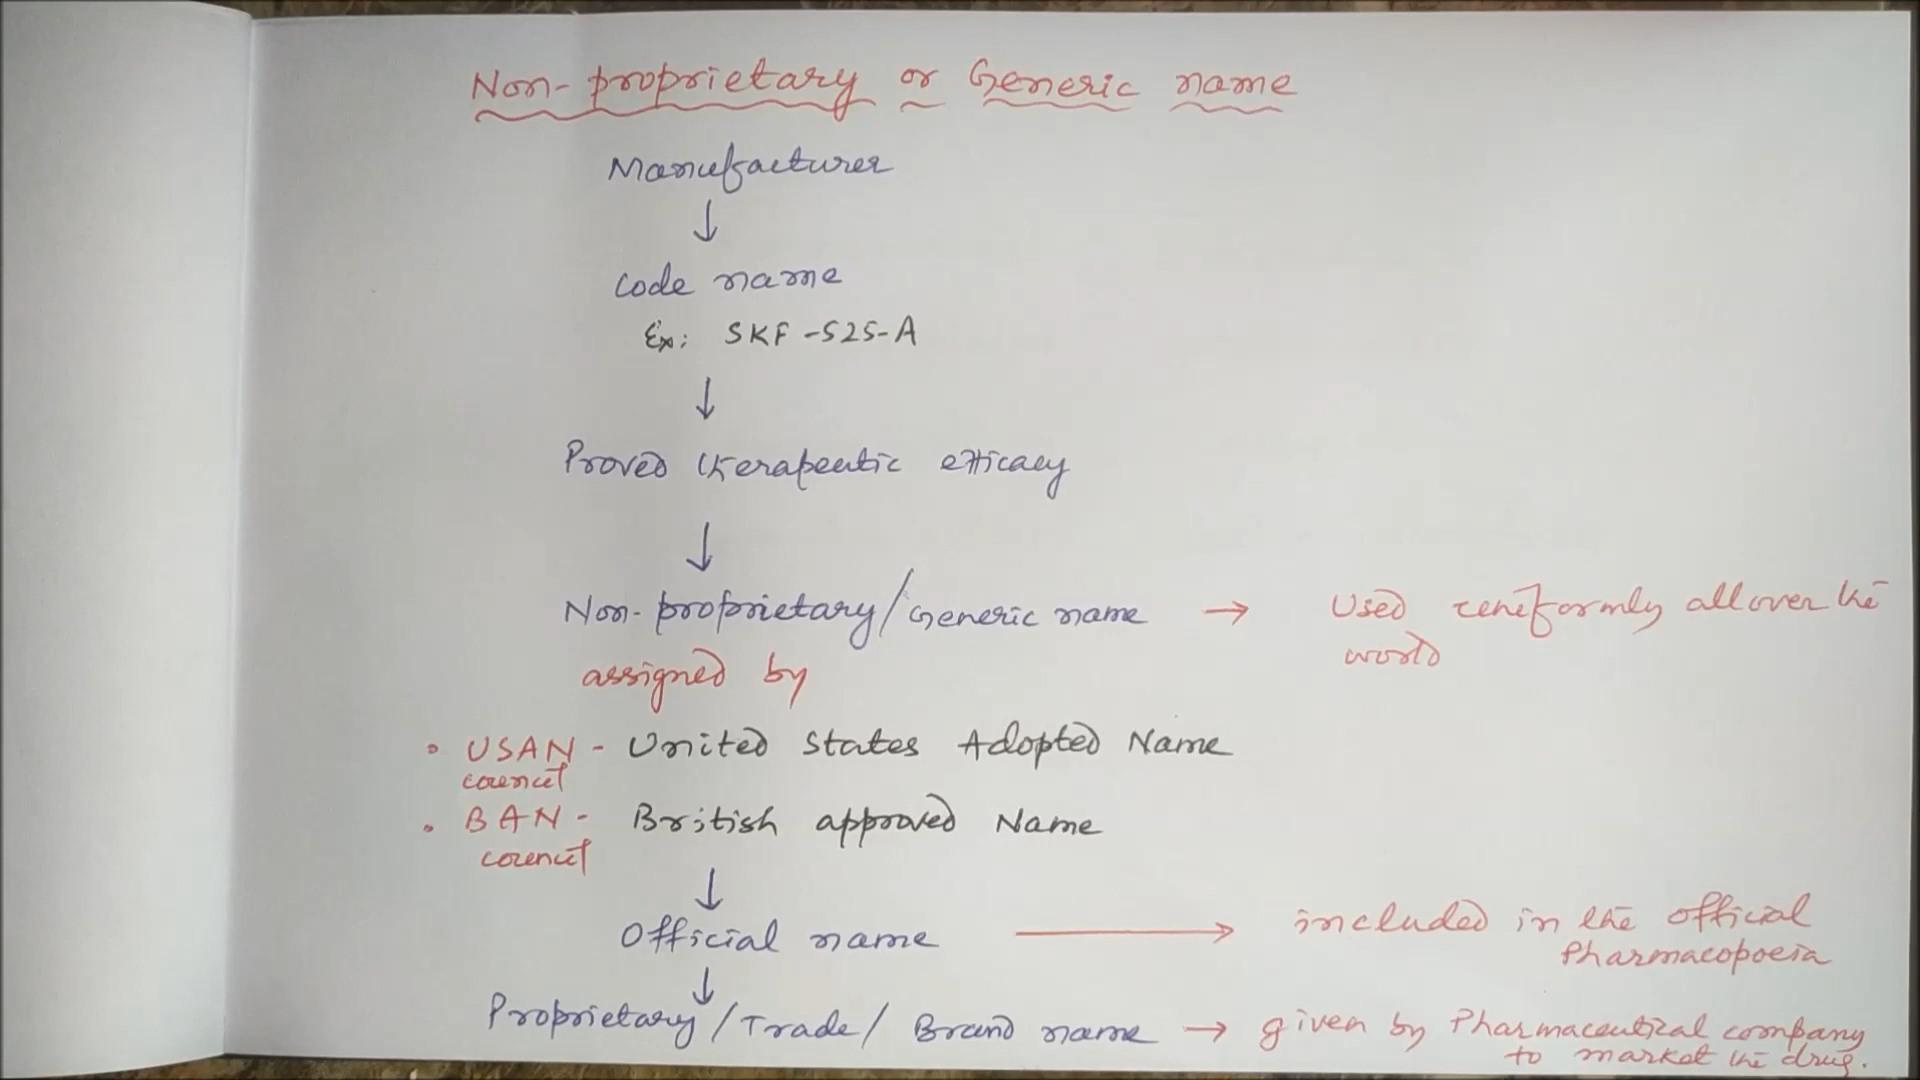 Non-proprietary or Generic name
Manufacturer
↓
Code name
Ex: SKF-525-A
↓
Proved therapeutic efficacy
↓
Non-proprietary/Generic name → Used uniformly all over the
world
assigned by
• USAN - United States Adopted Name
council
• BAN - British approved Name
council
↓
Official name → included in the official
Pharmacopoeia
↓
Proprietary/Trade/Brand name → given by Pharmaceutical company
to market the drug.